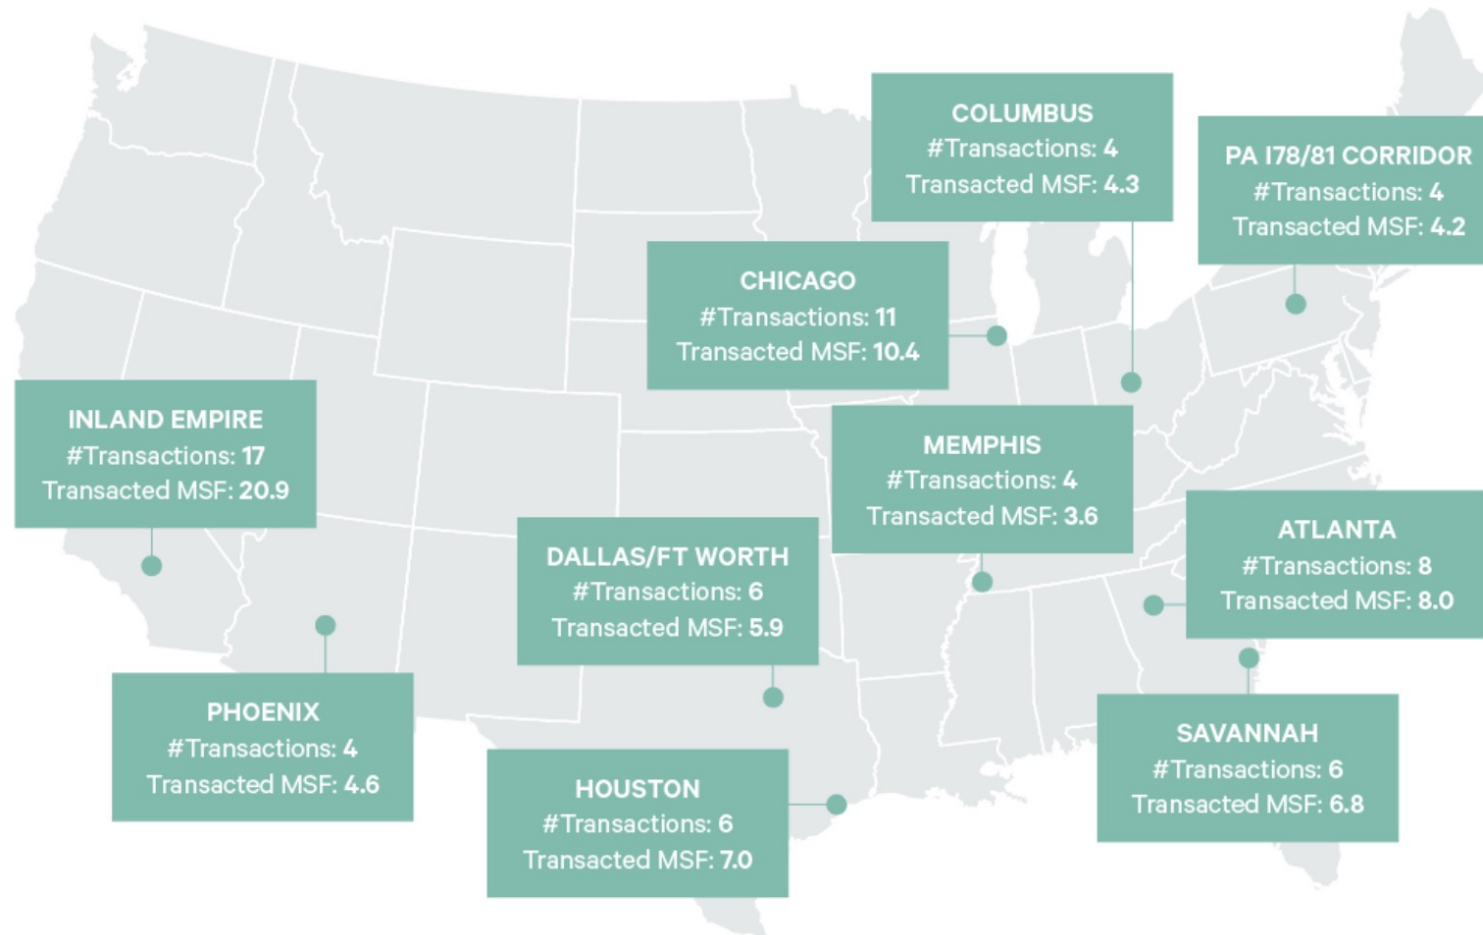 COLUMBUS
#Transactions: 4
Transacted MSF: 4.3
PA I78/81 CORRIDOR
#Transactions: 4
Transacted MSF: 4.2
CHICAGO
#Transactions: 11
Transacted MSF: 10.4
INLAND EMPIRE
#Transactions: 17
Transacted MSF: 20.9
MEMPHIS
#Transactions: 4
Transacted MSF: 3.6
ATLANTA
#Transactions: 8
Transacted MSF: 8.0
DALLAS/FT WORTH
#Transactions: 6
Transacted MSF: 5.9
PHOENIX
#Transactions: 4
Transacted MSF: 4.6
SAVANNAH
#Transactions: 6
Transacted MSF: 6.8
HOUSTON
#Transactions: 6
Transacted MSF: 7.0